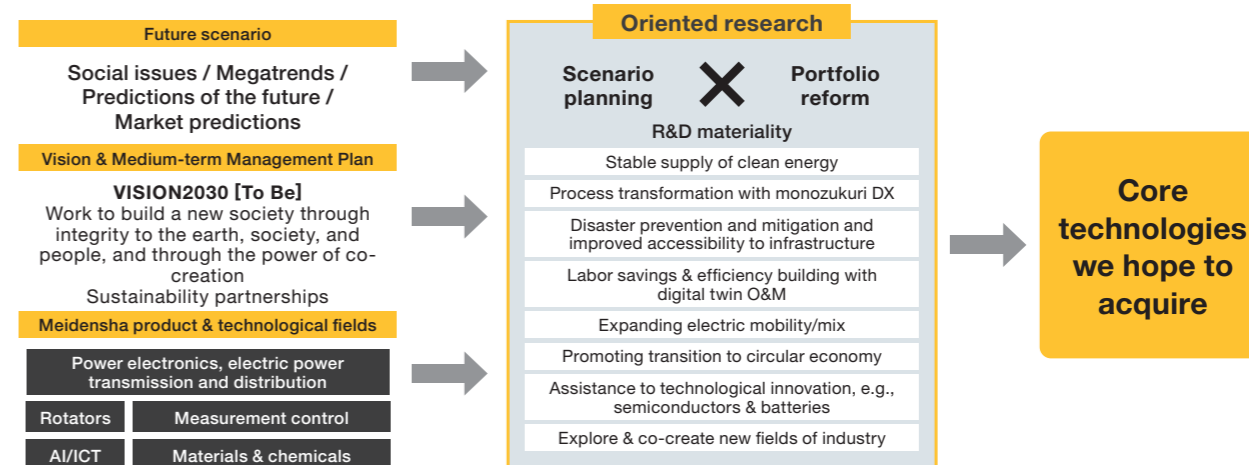 Future scenario
Social issues / Megatrends /
Predictions of the future /
Market predictions
Vision & Medium-term Management Plan
VISION2030 [To Be]
Work to build a new society through
integrity to the earth, society, and
people, and through the power of co-
creation
Sustainability partnerships
Meidensha product & technological fields
Power electronics, electric power
transmission and distribution
Rotators
Measurement control
AI/ICT
Materials & chemicals
Oriented research
Scenario
planning
Portfolio
reform
R&D materiality
Stable supply of clean energy
Process transformation with monozukuri DX
Disaster prevention and mitigation and
improved accessibility to infrastructure
Labor savings & efficiency building with
digital twin O&M
Expanding electric mobility/mix
Promoting transition to circular economy
Assistance to technological innovation, e.g.,
semiconductors & batteries
Explore & co-create new fields of industry
Core
technologies
we hope to
acquire